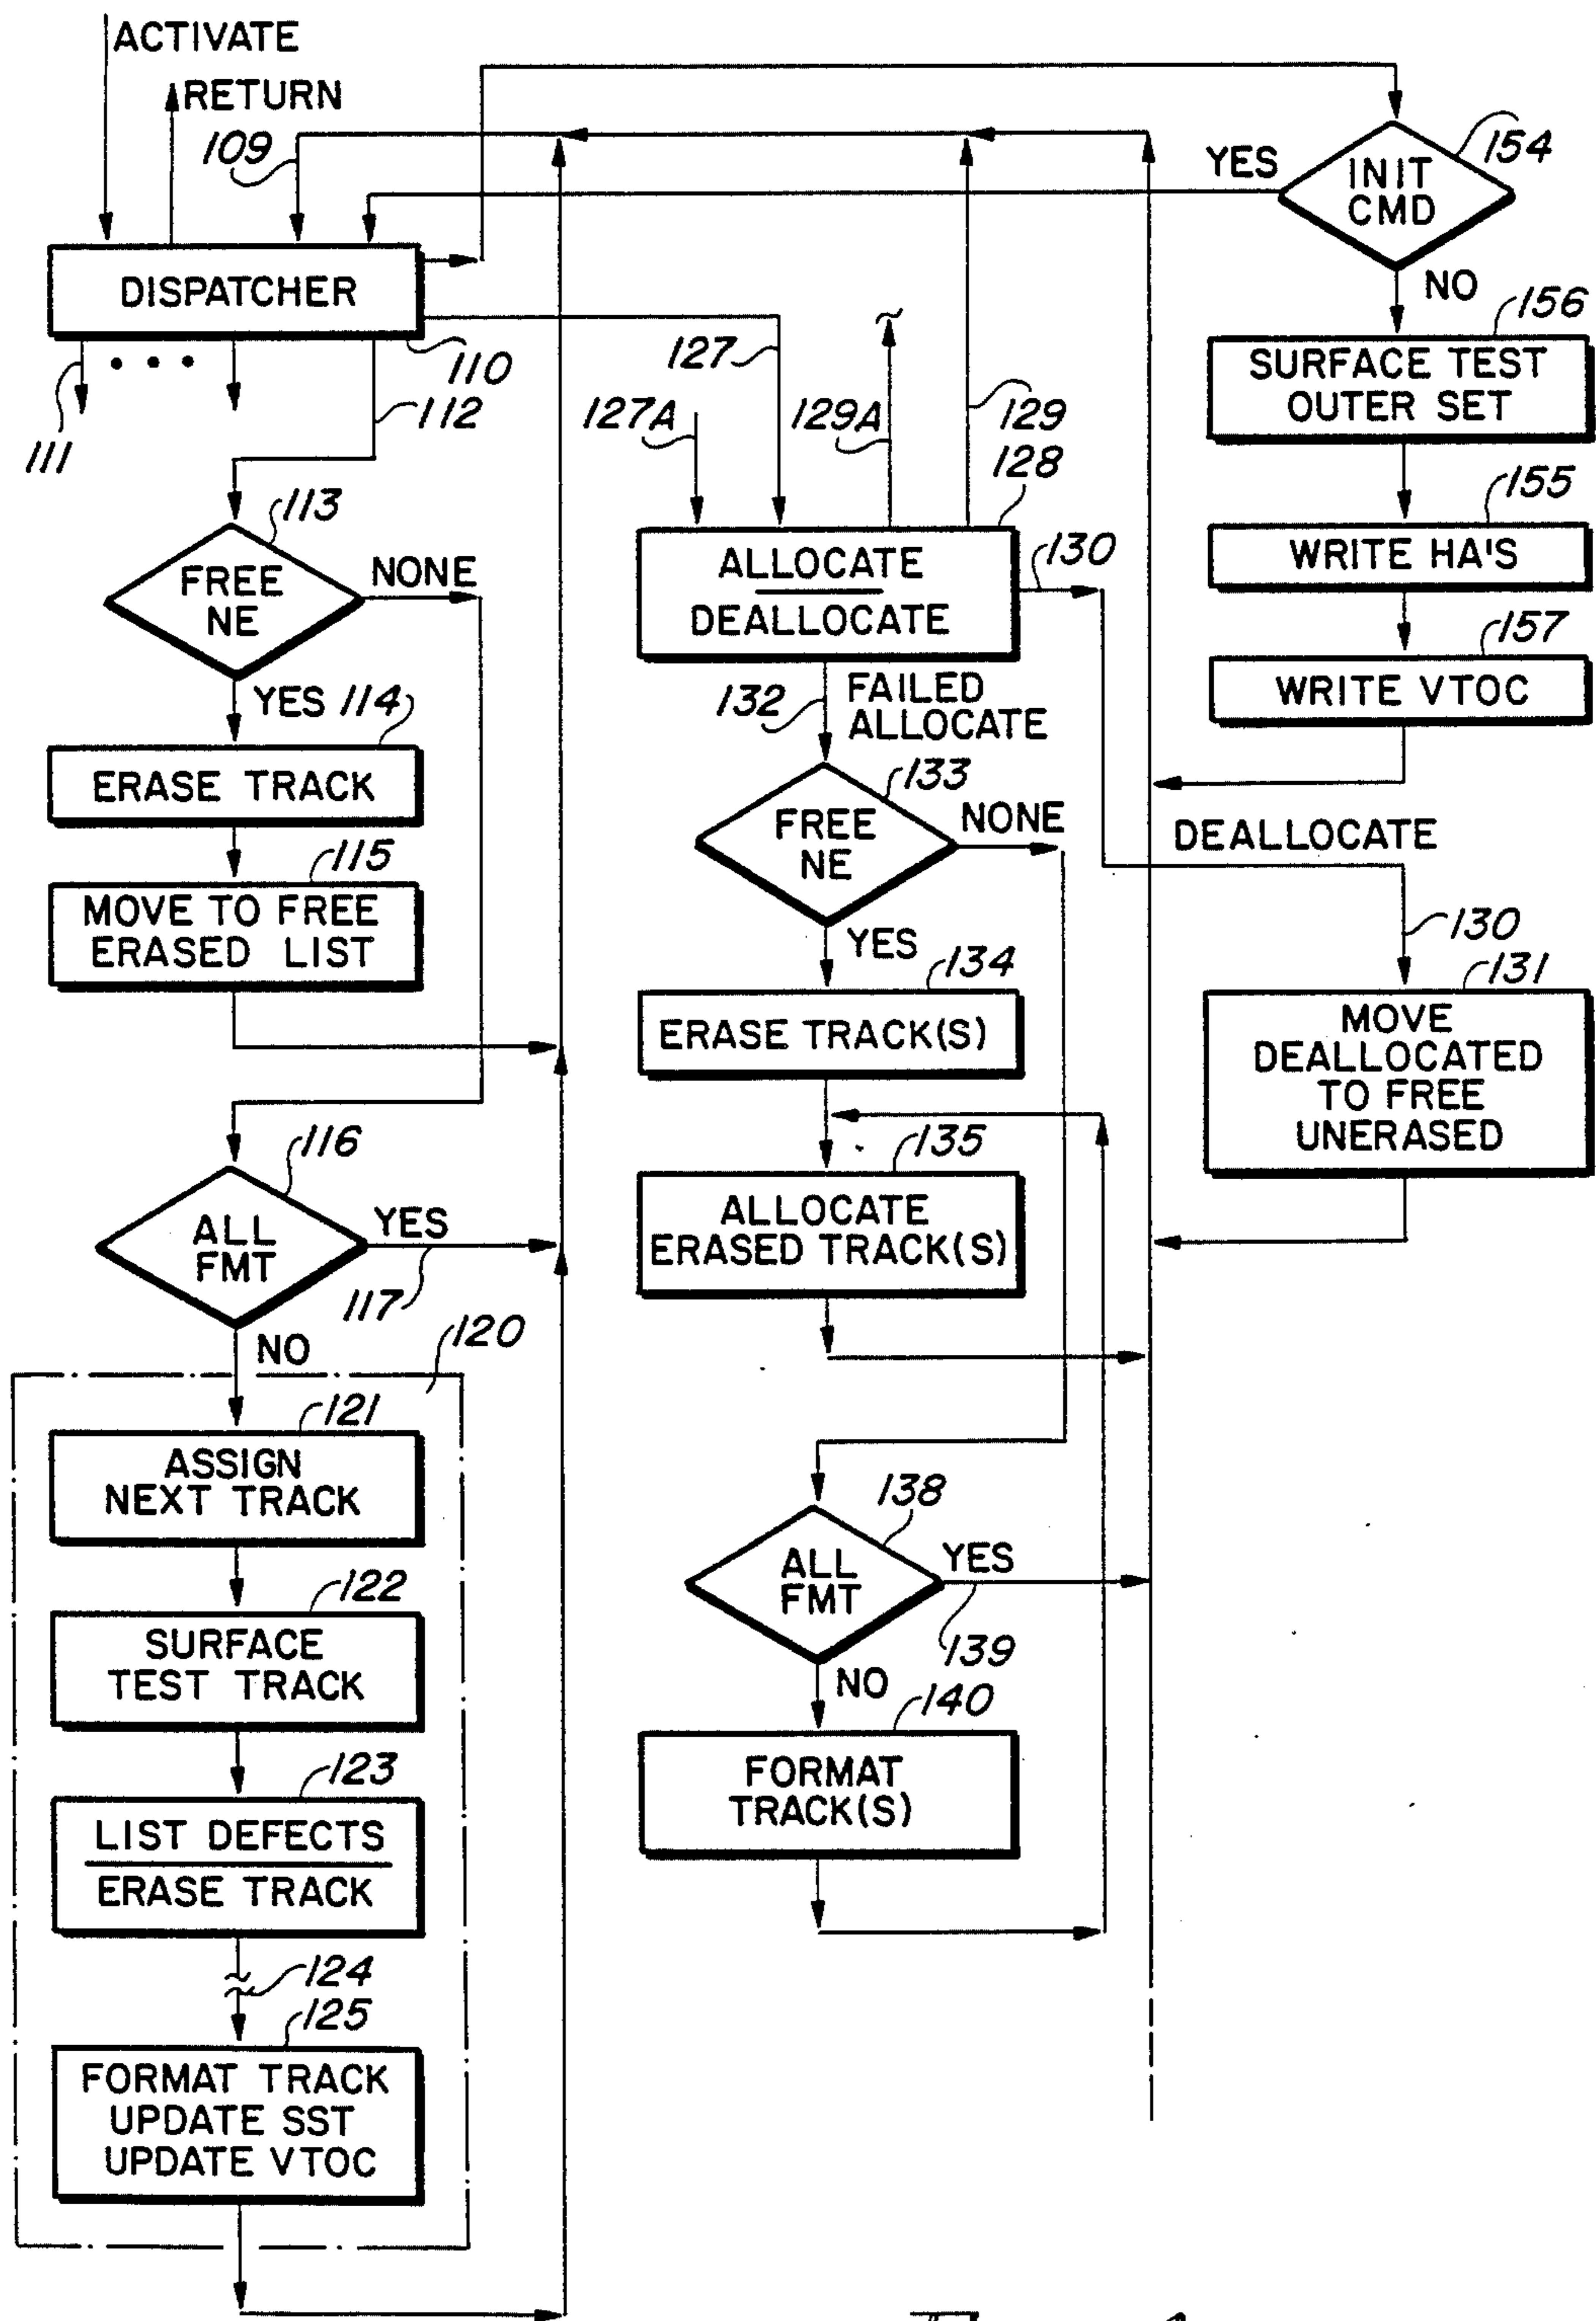 ACTIVATE
RETURN
109
154
YES
INIT
CMD
NO
DISPATCHER
110
111
112
127
127A
129A
129
128
156
SURFACE TEST
OUTER SET
155
WRITE HA'S
157
WRITE VTOC
113
FREE
NE
NONE
YES
114
ERASE TRACK
115
MOVE TO FREE
ERASED LIST
116
ALL
FMT
YES
117
NO
120
121
ASSIGN
NEXT TRACK
122
SURFACE
TEST TRACK
123
LIST DEFECTS
ERASE TRACK
124
125
FORMAT TRACK
UPDATE SST
UPDATE VTOC
ALLOCATE
DEALLOCATE
130
132
FAILED
ALLOCATE
133
FREE
NE
NONE
YES
134
ERASE TRACK(S)
135
ALLOCATE
ERASED TRACK(S)
138
ALL
FMT
YES
139
NO
140
FORMAT
TRACK(S)
DEALLOCATE
130
131
MOVE
DEALLOCATED
TO FREE
UNERASED